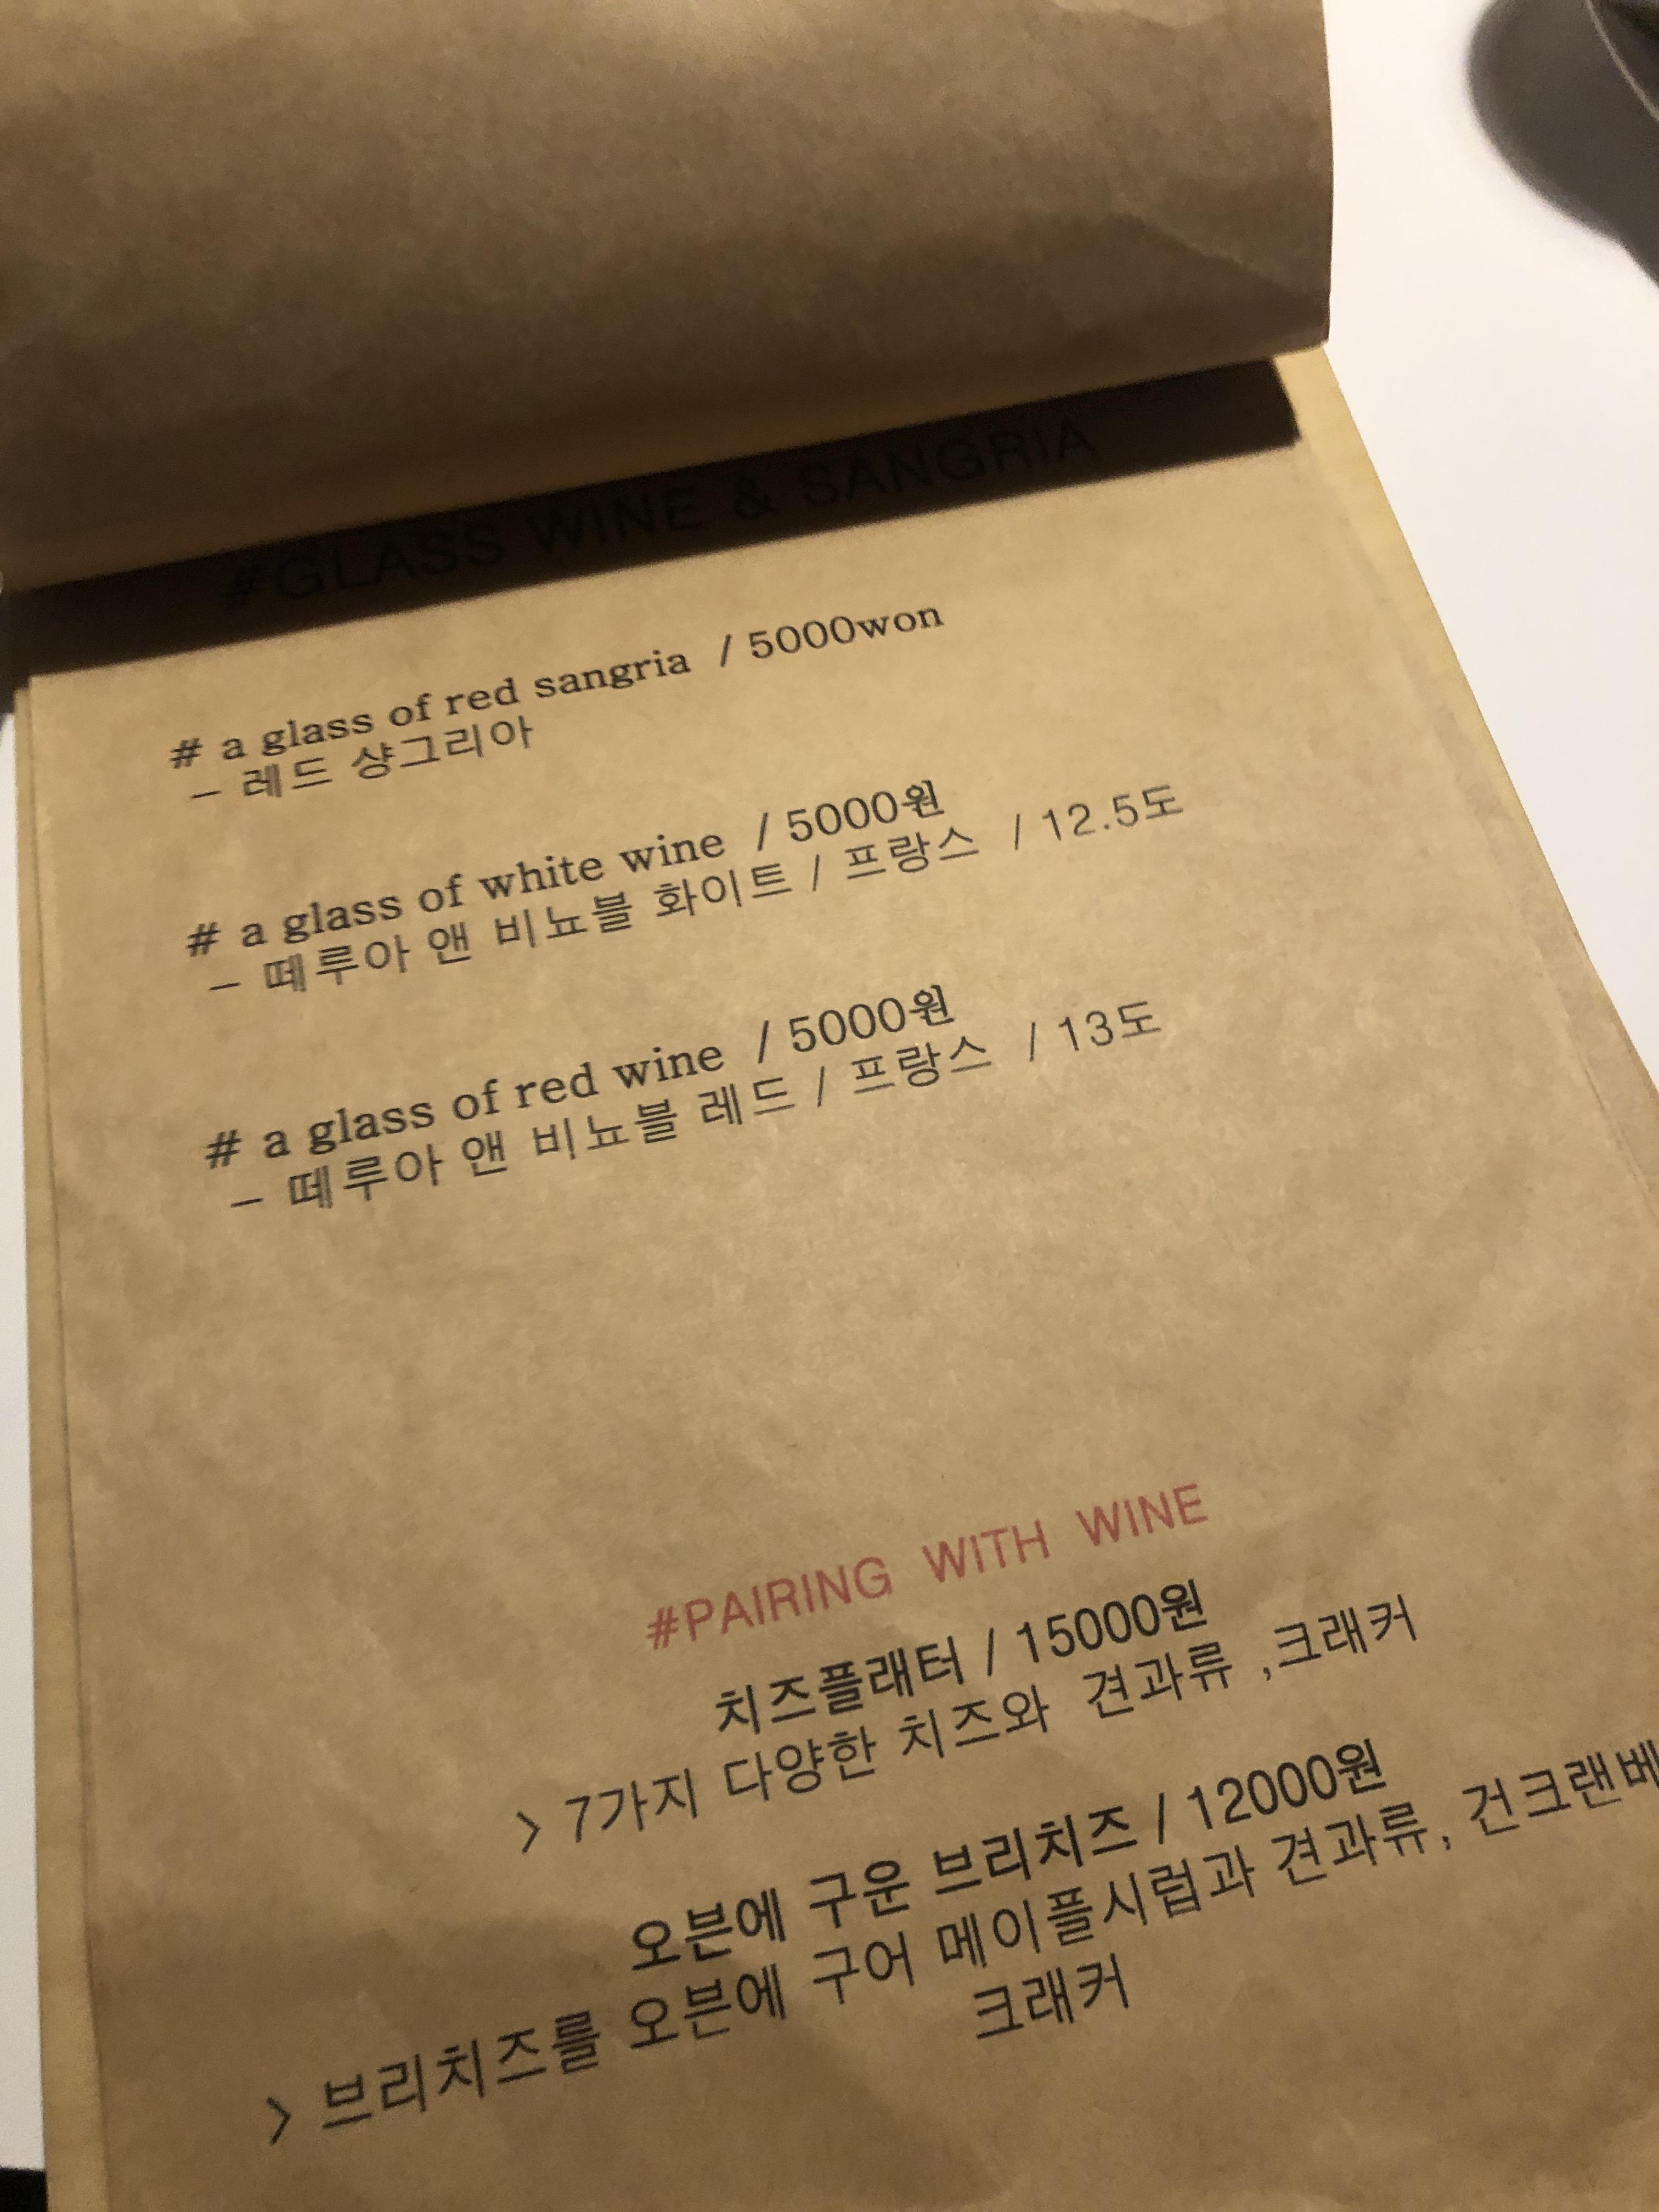 #GLASS WINE & SANGRIA
# a glass of red sangria / 5000won
- 레드 샹그리아
# a glass of white wine / 5000원
- 떼루아 앤 비뇨블 화이트 / 프랑스 / 12.5도
# a glass of red wine / 5000원
- 떼루아 앤 비뇨블 레드 / 프랑스 / 13도
#PAIRING WITH WINE
치즈플래터 / 15000원
> 7가지 다양한 치즈와 견과류 ,크래커
오븐에 구운 브리치즈 / 12000원
> 브리치즈를 오븐에 구어 메이플시럽과 견과류, 건크랜베
크래커